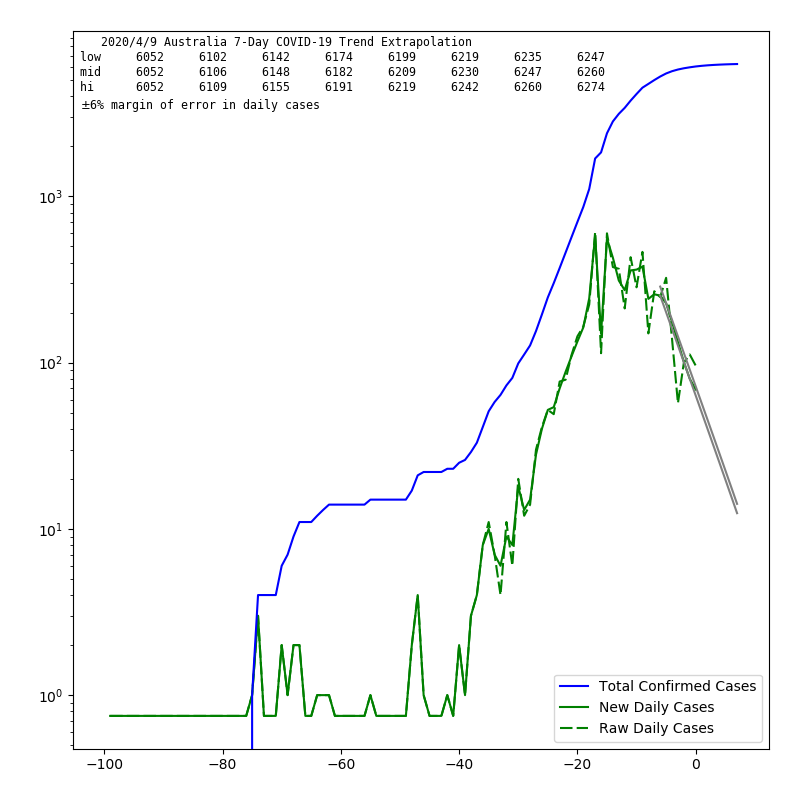 2020/4/9 Australia 7-Day COVID-19 Trend Extrapolation
low 6052 6102 6142 6174 6199 6219 6235 6247
mid 6052 6106 6148 6182 6209 6230 6247 6260
hi 6052 6109 6155 6191 6219 6242 6260 6274
±6% margin of error in daily cases
10³
10²
10¹
10⁰
Total Confirmed Cases
New Daily Cases
Raw Daily Cases
−100 −80 −60 −40 −20 0